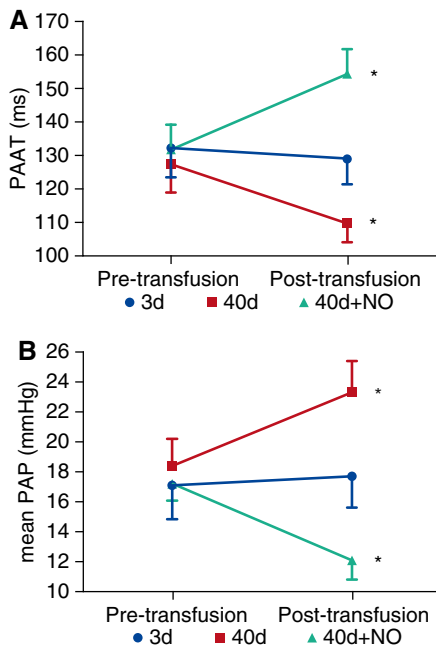 A
170
160
150
140
130
120
110
100
PAAT (ms)
*
*
Pre-transfusion Post-transfusion
3d 40d 40d+NO
B
26
24
22
20
18
16
14
12
10
mean PAP (mmHg)
*
*
Pre-transfusion Post-transfusion
3d 40d 40d+NO